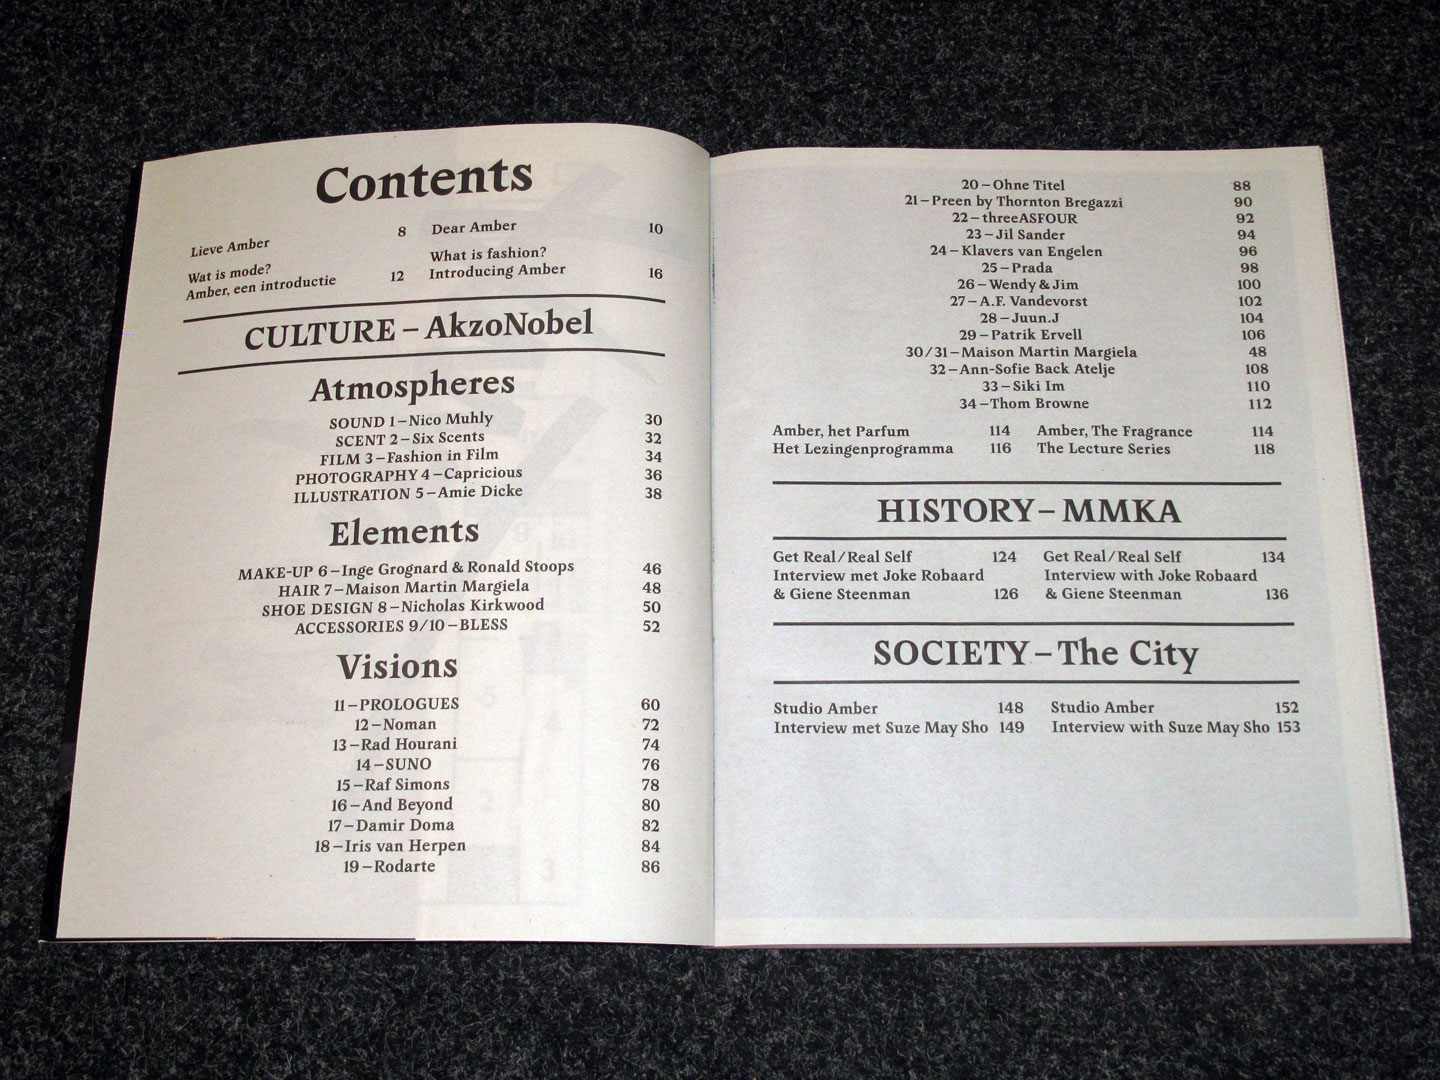 Contents
Lieve Amber 8
Wat is mode?
Amber, een introductie 12
Dear Amber 10
What is fashion?
Introducing Amber 16
CULTURE – AkzoNobel
Atmospheres
SOUND 1 – Nico Muhly 30
SCENT 2 – Six Scents 32
FILM 3 – Fashion in Film 34
PHOTOGRAPHY 4 – Capricious 36
ILLUSTRATION 5 – Amie Dicke 38
Elements
MAKE-UP 6 – Inge Grognard & Ronald Stoops 46
HAIR 7 – Maison Martin Margiela 48
SHOE DESIGN 8 – Nicholas Kirkwood 50
ACCESSORIES 9/10 – BLESS 52
Visions
11 – PROLOGUES 60
12 – Noman 72
13 – Rad Hourani 74
14 – SUNO 76
15 – Raf Simons 78
16 – And Beyond 80
17 – Damir Doma 82
18 – Iris van Herpen 84
19 – Rodarte 86
20 – Ohne Titel 88
21 – Preen by Thornton Bregazzi 90
22 – threeASFOUR 92
23 – Jil Sander 94
24 – Klavers van Engelen 96
25 – Prada 98
26 – Wendy & Jim 100
27 – A.F. Vandevorst 102
28 – Juun.J 104
29 – Patrik Ervell 106
30/31 – Maison Martin Margiela 48
32 – Ann-Sofie Back Atelje 108
33 – Siki Im 110
34 – Thom Browne 112
Amber, het Parfum 114
Het Lezingenprogramma 116
Amber, The Fragrance 114
The Lecture Series 118
HISTORY – MMKA
Get Real/Real Self 124
Interview met Joke Robaard
& Giene Steenman 126
Get Real/Real Self 134
Interview with Joke Robaard
& Giene Steenman 136
SOCIETY – The City
Studio Amber 148
Interview met Suze May Sho 149
Studio Amber 152
Interview with Suze May Sho 153